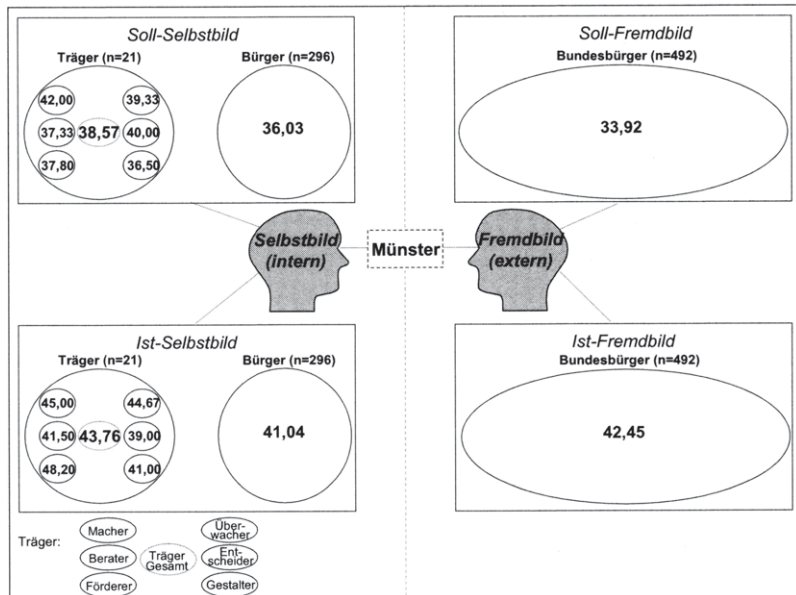 Soll-Selbstbild
Träger (n=21)
Bürger (n=296)
42,00
39,33
37,33
38,57
40,00
37,80
36,50
36,03
Soll-Fremdbild
Bundesbürger (n=492)
33,92
Selbstbild
(intern)
Münster
Fremdbild
(extern)
Ist-Selbstbild
Träger (n=21)
Bürger (n=296)
45,00
44,67
41,50
43,76
39,00
48,20
41,00
41,04
Ist-Fremdbild
Bundesbürger (n=492)
42,45
Träger:
Macher
Über-
wacher
Berater
Träger
Gesamt
Ent-
scheider
Förderer
Gestalter